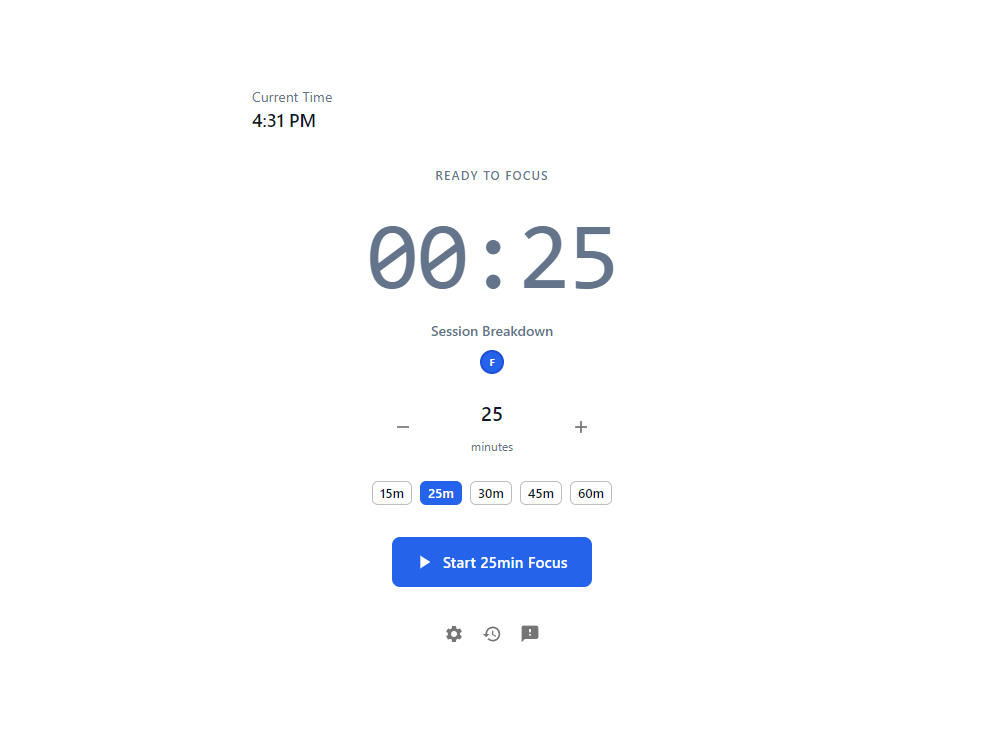 Current Time
4:31 PM
READY TO FOCUS
00:25
Session Breakdown
F
25
minutes
15m 25m 30m 45m 60m
Start 25min Focus